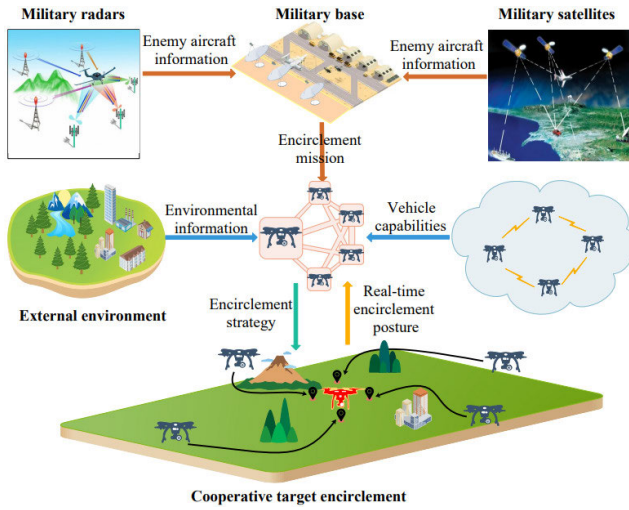 Military radars
Military base
Military satellites
Enemy aircraft
information
Enemy aircraft
information
Encirclement
mission
Environmental
information
Vehicle
capabilities
External environment
Encirclement
strategy
Real-time
encirclement
posture
Cooperative target encirclement